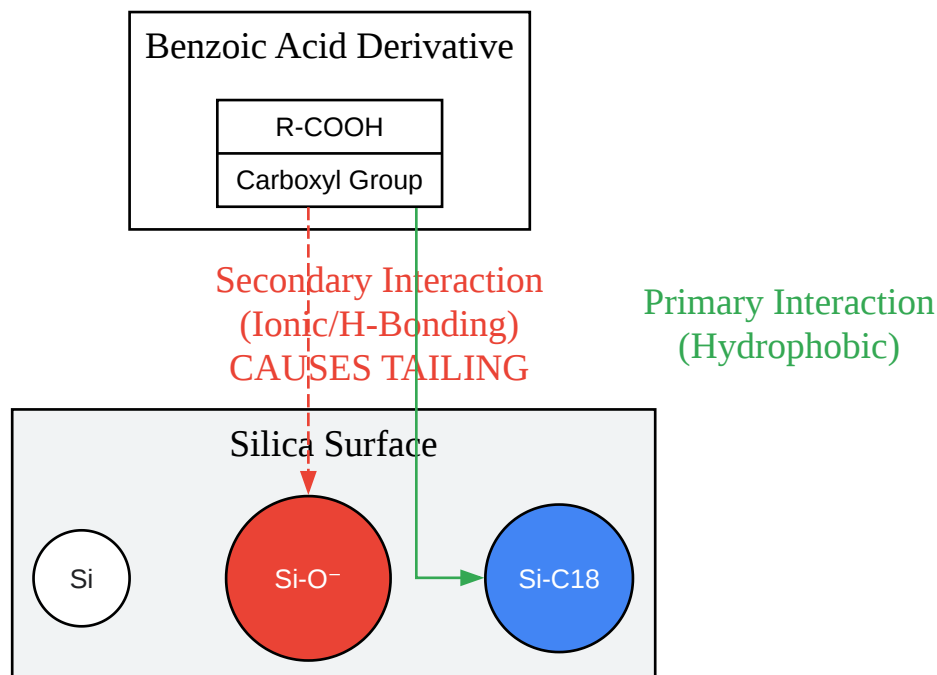 Benzoic Acid Derivative
R-COOH
Carboxyl Group
Secondary Interaction
(Ionic/H-Bonding)
CAUSES TAILING
Primary Interaction
(Hydrophobic)
Silica Surface
Si
Si-O⁻
Si-C18